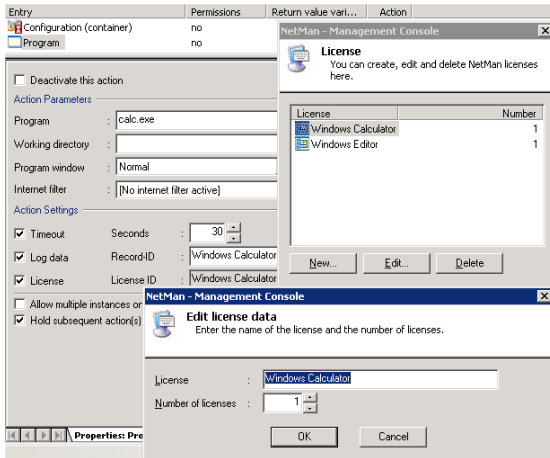 Entry Permissions Return value vari... Action
Configuration (container) no
Program no
Deactivate this action
Action Parameters
Program : calc.exe
Working directory :
Program window : Normal
Internet filter : [No internet filter active]
Action Settings
Timeout Seconds : 30
Log data Record-ID : Windows Calculator
License License ID : Windows Calculator
Allow multiple instances or
Hold subsequent action(s)
Properties: Pro
NetMan - Management Console
License
You can create, edit and delete NetMan licenses
here.
License Number
Windows Calculator 1
Windows Editor 1
New... Edit... Delete
NetMan - Management Console
Edit license data
Enter the name of the license and the number of licenses.
License : Windows Calculator
Number of licenses : 1
OK Cancel